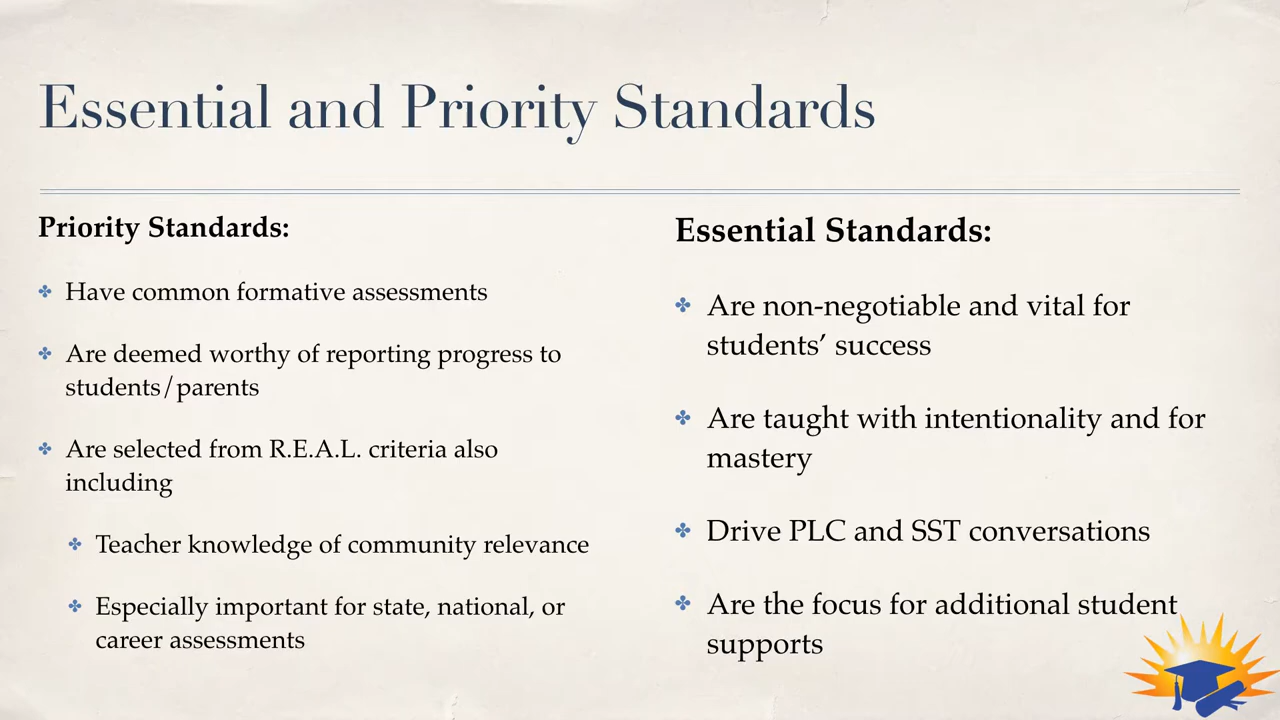 Essential and Priority Standards
Priority Standards:
Have common formative assessments
Are deemed worthy of reporting progress to
students/parents
Are selected from R.E.A.L. criteria also
including
Teacher knowledge of community relevance
Especially important for state, national, or
career assessments
Essential Standards:
Are non-negotiable and vital for
students’ success
Are taught with intentionality and for
mastery
Drive PLC and SST conversations
Are the focus for additional student
supports